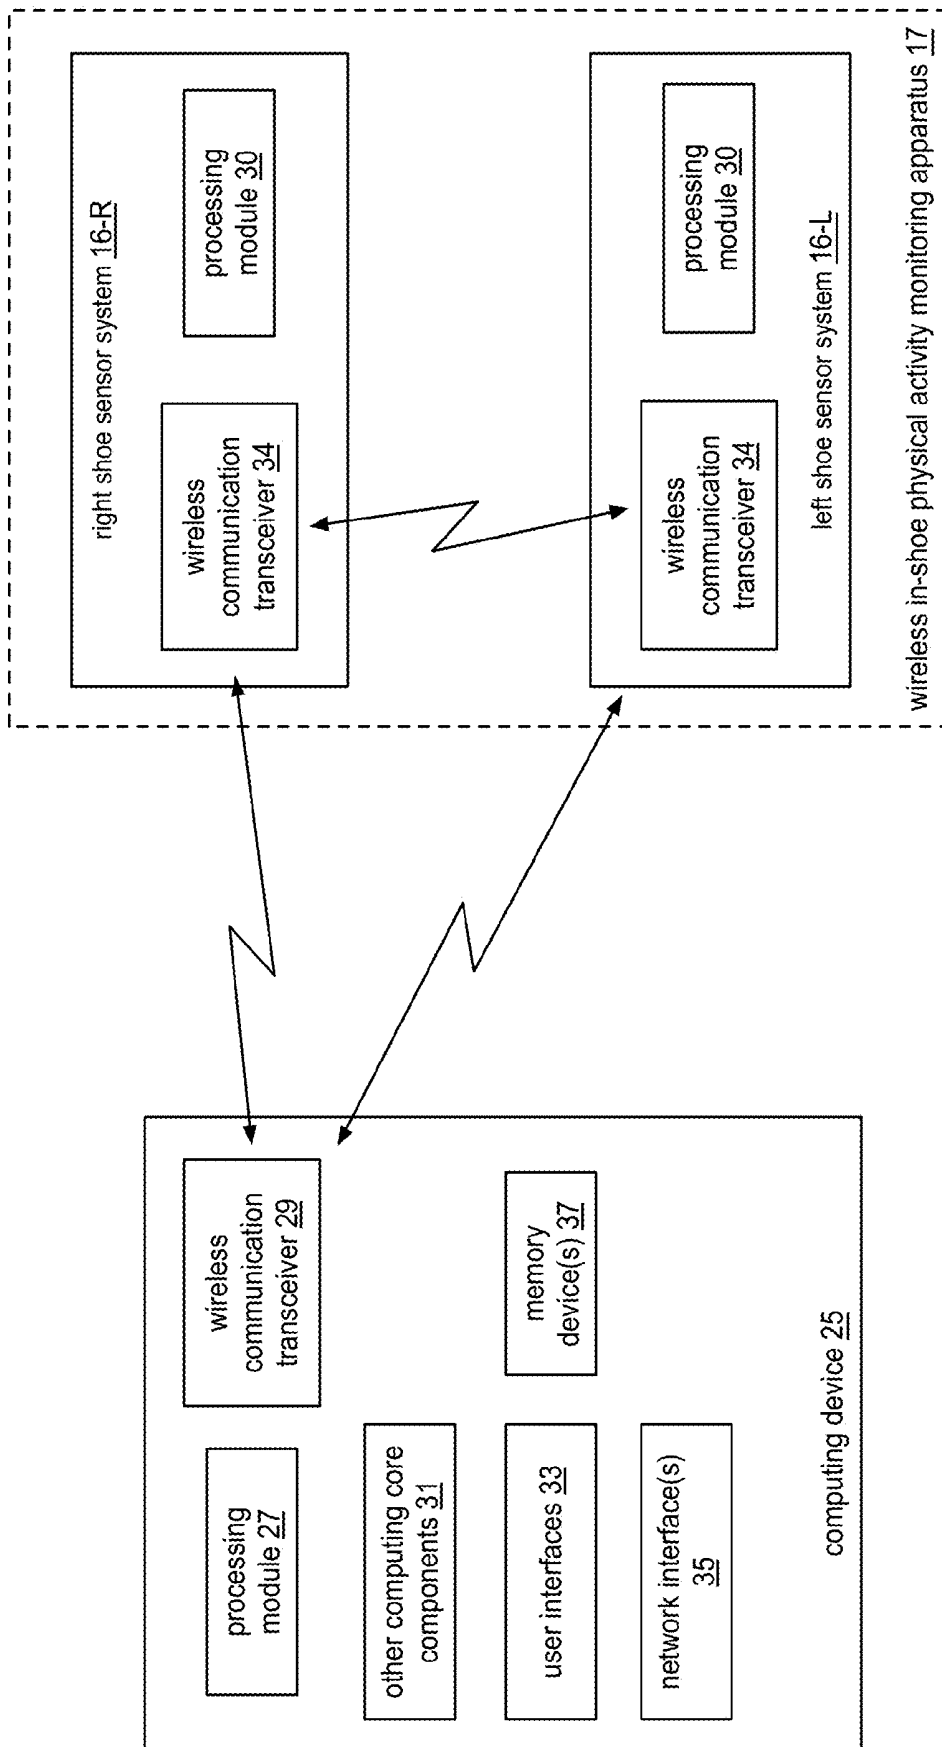 processing
module 27
wireless
communication
transceiver 29
other computing core
components 31
user interfaces 33
memory
device(s) 37
network interface(s)
35
computing device 25
right shoe sensor system 16-R
wireless
communication
transceiver 34
processing
module 30
wireless
communication
transceiver 34
processing
module 30
left shoe sensor system 16-L
wireless in-shoe physical activity monitoring apparatus 17